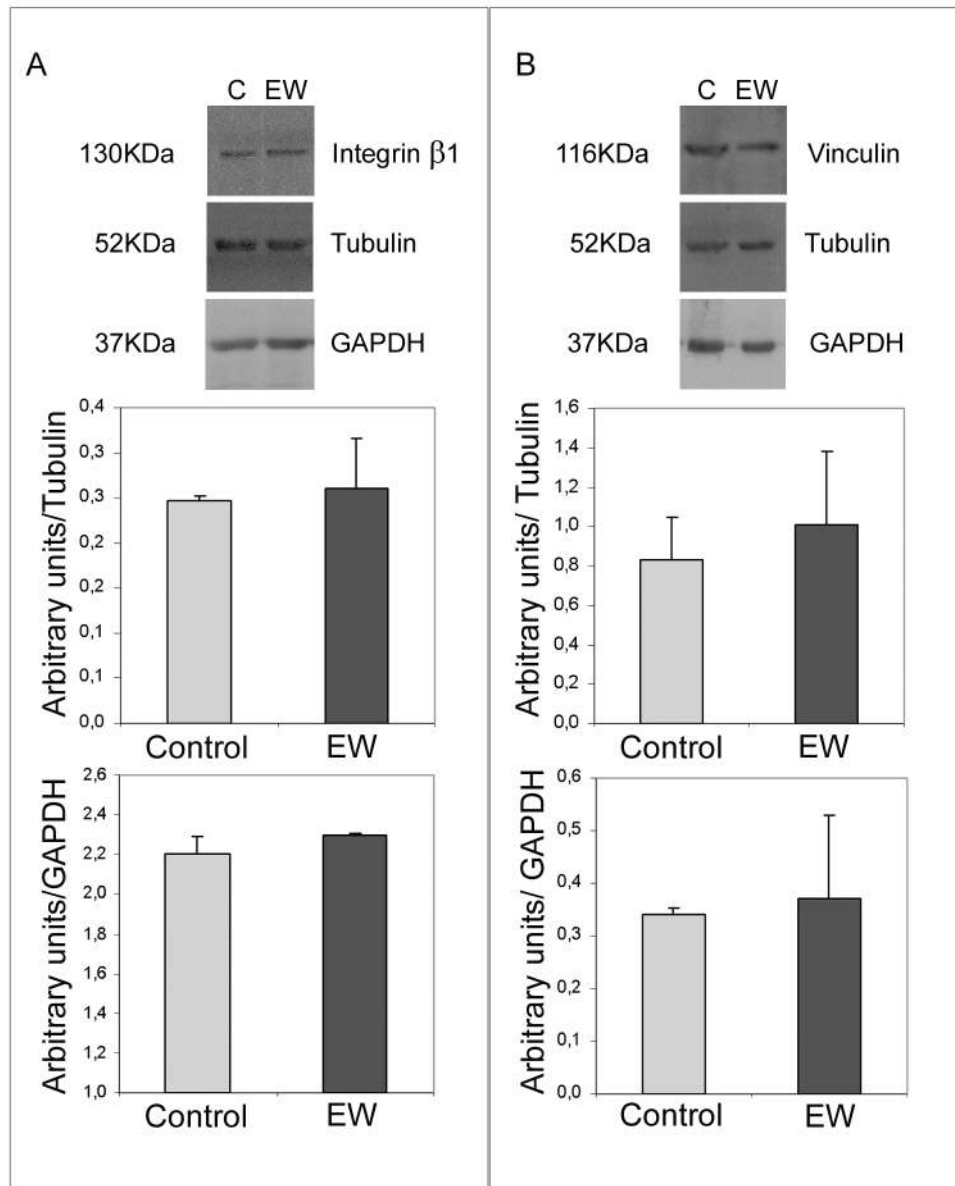 A
C EW
130KDa Integrin β1
52KDa Tubulin
37KDa GAPDH
Arbitrary units/Tubulin
0,4
0,3
0,3
0,2
0,2
0,1
0,1
0,0
Control EW
Arbitrary units/GAPDH
2,6
2,4
2,2
2,0
1,8
1,6
1,4
1,2
1,0
Control EW
B
C EW
116KDa Vinculin
52KDa Tubulin
37KDa GAPDH
Arbitrary units/ Tubulin
1,6
1,4
1,2
1,0
0,8
0,6
0,4
0,2
0,0
Control EW
Arbitrary units/ GAPDH
0,6
0,5
0,4
0,3
0,2
0,1
0,0
Control EW